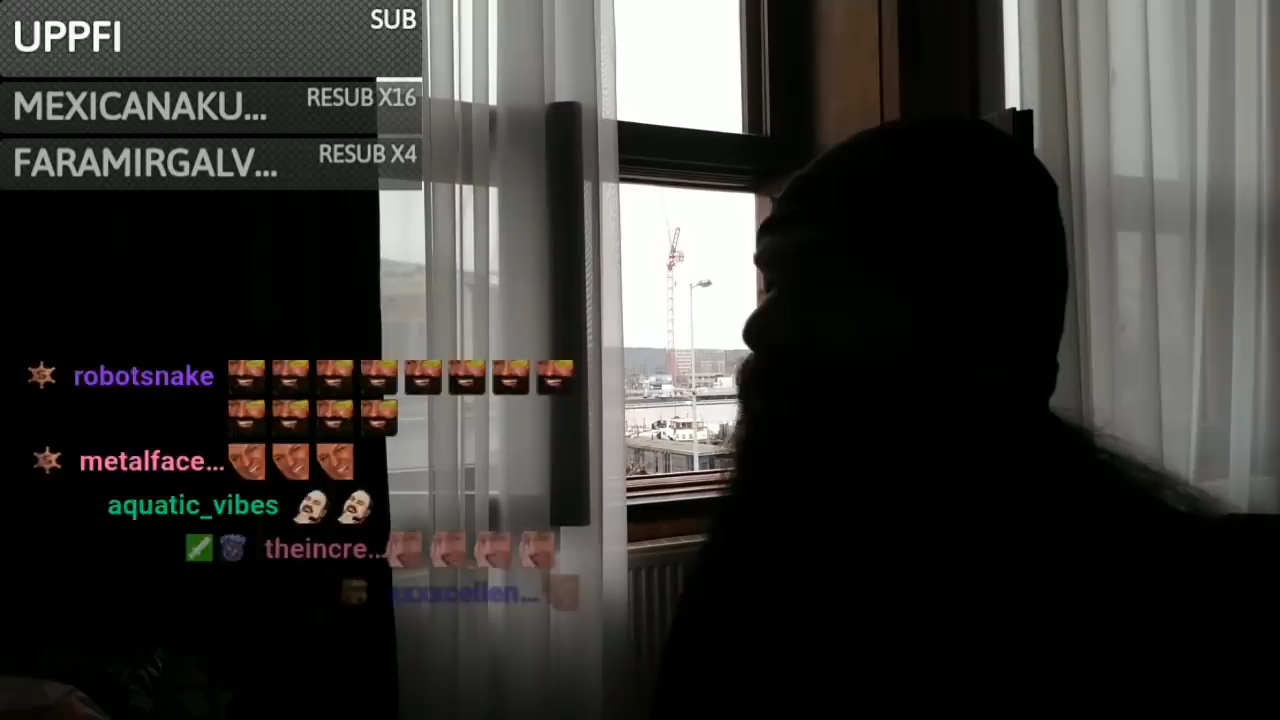 UPPFI SUB
MEXICANAKU... RESUB X16
FARAMIRGALV... RESUB X4
robotsnake
metalface...
aquatic_vibes
theincre...